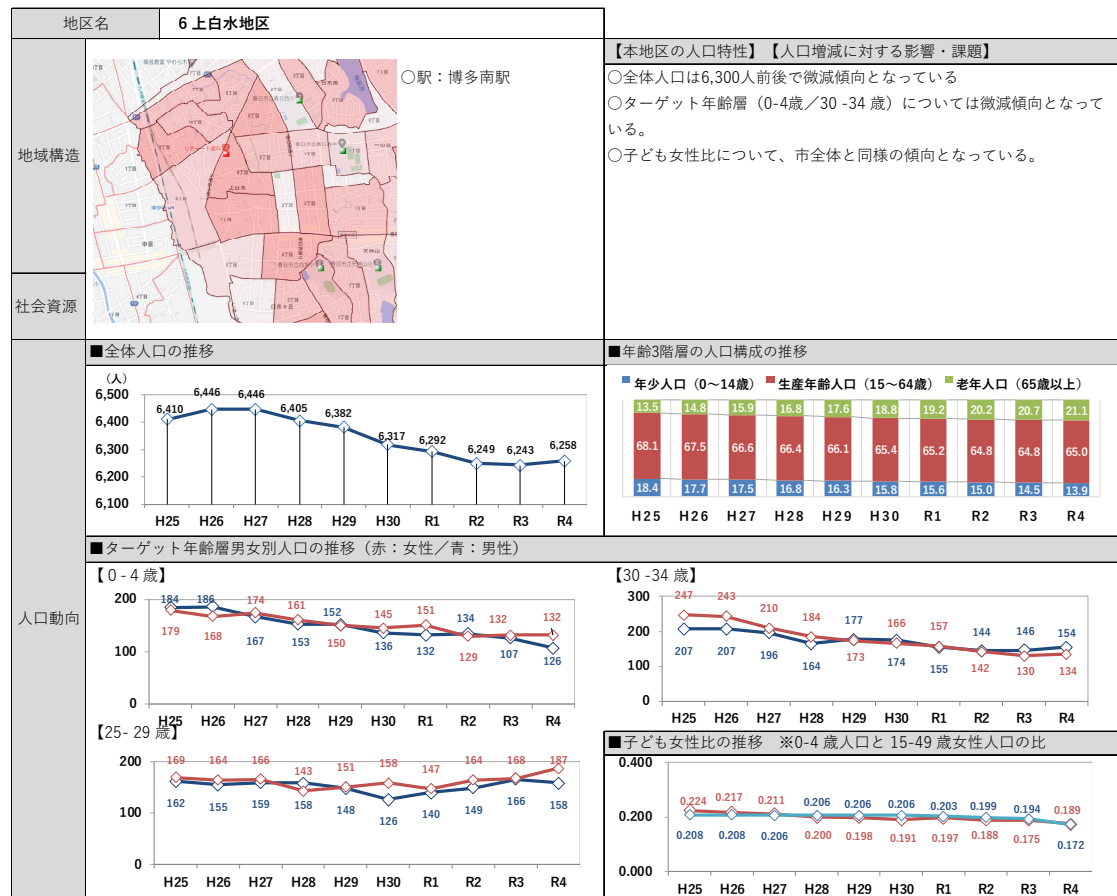 地区名
6 上白水地区
地域構造
○駅：博多南駅
【本地区の人口特性】【人口増減に対する影響・課題】
○全体人口は6,300人前後で微減傾向となっている
○ターゲット年齢層（0-4歳／30 -34 歳）については微減傾向となって
いる。
○子ども女性比について、市全体と同様の傾向となっている。
社会資源
人口動向
■全体人口の推移
（人）
6,500
6,400
6,300
6,200
6,100
6,410 6,446 6,446 6,405 6,382 6,317 6,292 6,249 6,243 6,258
H25 H26 H27 H28 H29 H30 R1 R2 R3 R4
■年齢3階層の人口構成の推移
年少人口（0～14歳） 生産年齢人口（15～64歳） 老年人口（65歳以上）
13.5 14.8 15.9 16.8 17.6 18.8 19.2 20.2 20.7 21.1
68.1 67.5 66.6 66.4 66.1 65.4 65.2 64.8 64.8 65.0
18.4 17.7 17.5 16.8 16.3 15.8 15.6 15.0 14.5 13.9
H25 H26 H27 H28 H29 H30 R1 R2 R3 R4
■ターゲット年齢層男女別人口の推移（赤：女性／青：男性）
【 0 - 4 歳】
200
100
0
184 186 174 161 152 145 151 134 132 132
179 168 167 153 150 136 132 129 107 126
H25 H26 H27 H28 H29 H30 R1 R2 R3 R4
【30 -34 歳】
300
200
100
0
247 243 210 184 177 166 157 144 146 154
207 207 196 164 173 174 155 142 130 134
H25 H26 H27 H28 H29 H30 R1 R2 R3 R4
【25- 29 歳】
200
100
0
169 164 166 143 151 158 147 164 168 187
162 155 159 158 148 126 140 149 166 158
H25 H26 H27 H28 H29 H30 R1 R2 R3 R4
■子ども女性比の推移　※0-4 歳人口と 15-49 歳女性人口の比
0.400
0.200
0.000
0.224 0.217 0.211 0.206 0.206 0.206 0.203 0.199 0.194 0.189
0.208 0.208 0.206 0.200 0.198 0.191 0.197 0.188 0.175 0.172
H25 H26 H27 H28 H29 H30 R1 R2 R3 R4